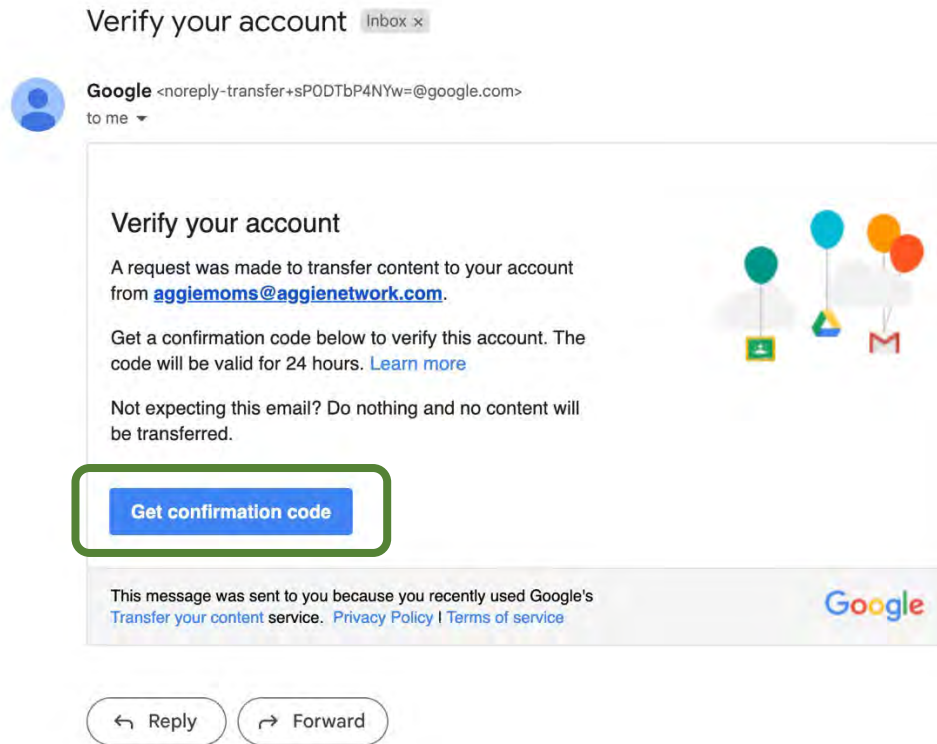 Verify your account Inbox ×
Google <noreply-transfer+sP0DTbP4NYw=@google.com>
to me
Verify your account
A request was made to transfer content to your account
from aggiemoms@aggienetwork.com.
Get a confirmation code below to verify this account. The
code will be valid for 24 hours. Learn more
Not expecting this email? Do nothing and no content will
be transferred.
Get confirmation code
This message was sent to you because you recently used Google's
Transfer your content service. Privacy Policy | Terms of service
Google
Reply
Forward